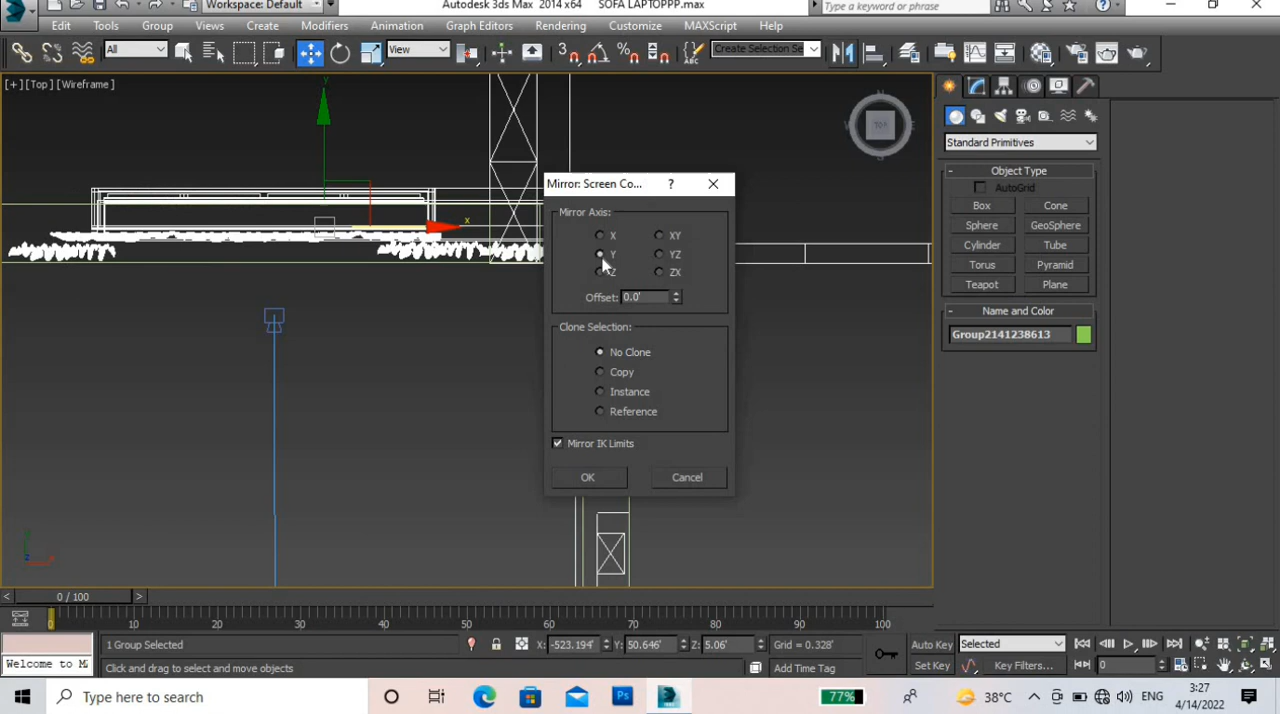 Workspace: Default
Autodesk 3ds Max 2014 x64
SOFA LAPTOPPP.max
Type a keyword or phrase
Edit Tools Group Views Create Modifiers Animation Graph Editors Rendering Customize MAXScript Help
All
View
Create Selection Se
[+] [Top] [Wireframe]
y
x
TOP
Standard Primitives
- Object Type
AutoGrid
Box Cone
Sphere GeoSphere
Cylinder Tube
Torus Pyramid
Teapot Plane
- Name and Color
Group2141238613
Mirror: Screen Co... ?
Mirror Axis:
X XY
Y YZ
Z ZX
Offset: 0.0'
Clone Selection:
No Clone
Copy
Instance
Reference
Mirror IK Limits
OK Cancel
< 0 / 100 >
0 10 20 30 40 50 60 70 80 90 100
1 Group Selected
X: -523.194' Y: 50.646' Z: 5.06' Grid = 0.328'
Auto Key Selected
Welcome to M
Click and drag to select and move objects
Add Time Tag
Set Key Key Filters... 0
Type here to search
Ps
77%
38°C
ENG
3:27
4/14/2022